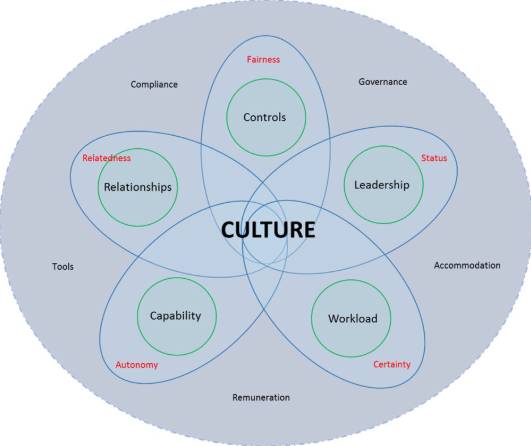 Fairness
Compliance
Governance
Controls
Relatedness
Status
Relationships
Leadership
CULTURE
Tools
Accommodation
Capability
Workload
Autonomy
Certainty
Remuneration